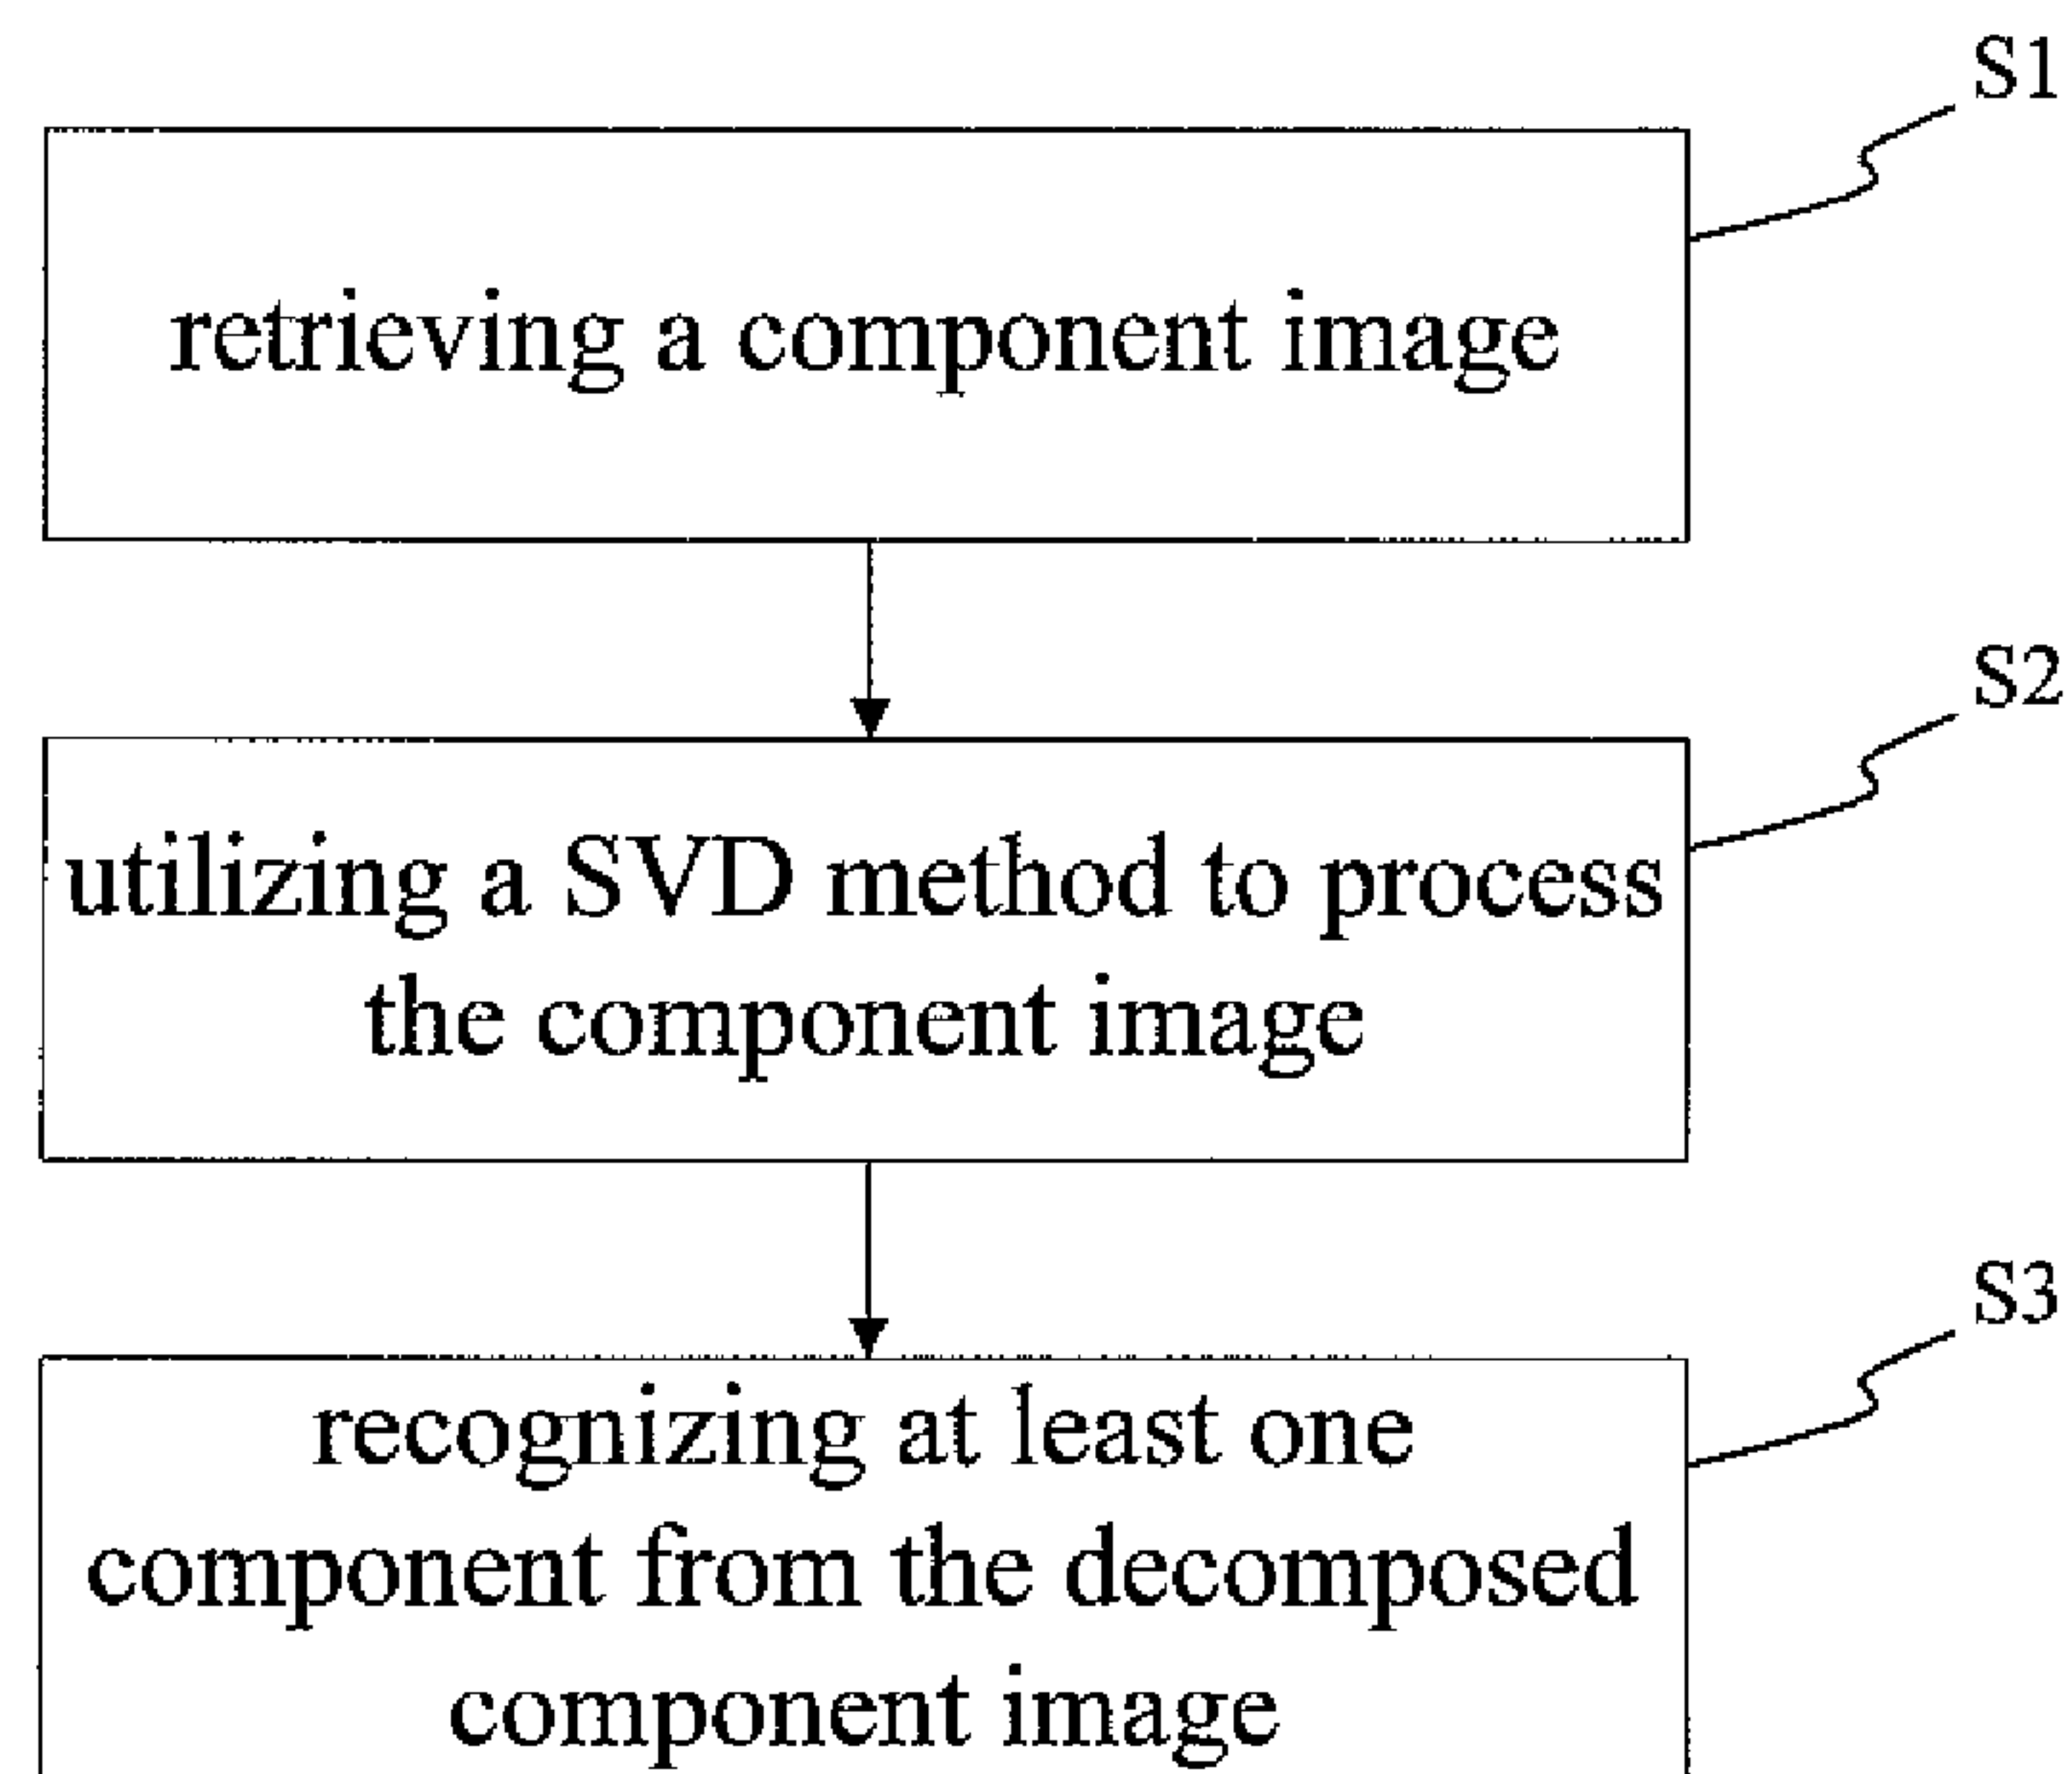 S1
retrieving a component image
S2
utilizing a SVD method to process
the component image
S3
recognizing at least one
component from the decomposed
component image